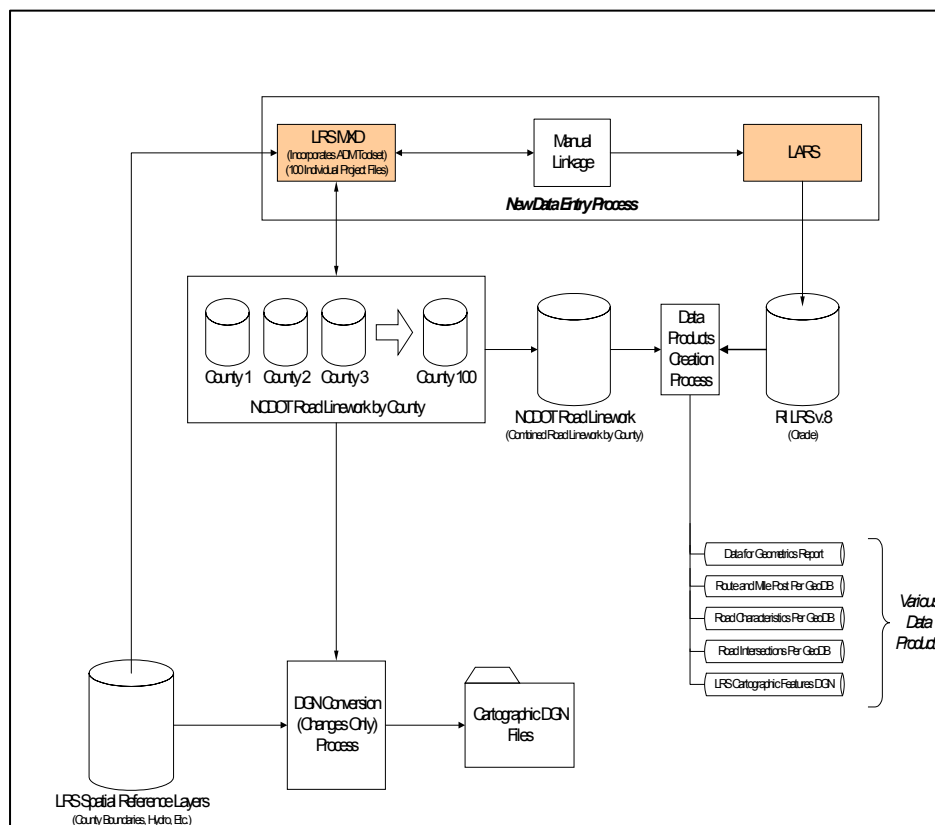 LRS MXD
(Incorporates ADM Toolset)
(100 Individual Project Files)
Manual
Linkage
LARS
New Data Entry Process
County 1
County 2
County 3
County 100
NCDOT Road Linework by County
NCDOT Road Linework
(Combined Road Linework by County)
Data
Products
Creation
Process
RI LRS v.8
(Oracle)
Data for Geometrics Report
Route and Mile Post Per GeoDB
Road Characteristics Per GeoDB
Road Intersections Per GeoDB
LRS Cartographic Features DGN
Various
Data
Product
DGN Conversion
(Changes Only)
Process
Cartographic DGN
Files
LRS Spatial Reference Layers
(County Boundaries, Hydro, Etc.)